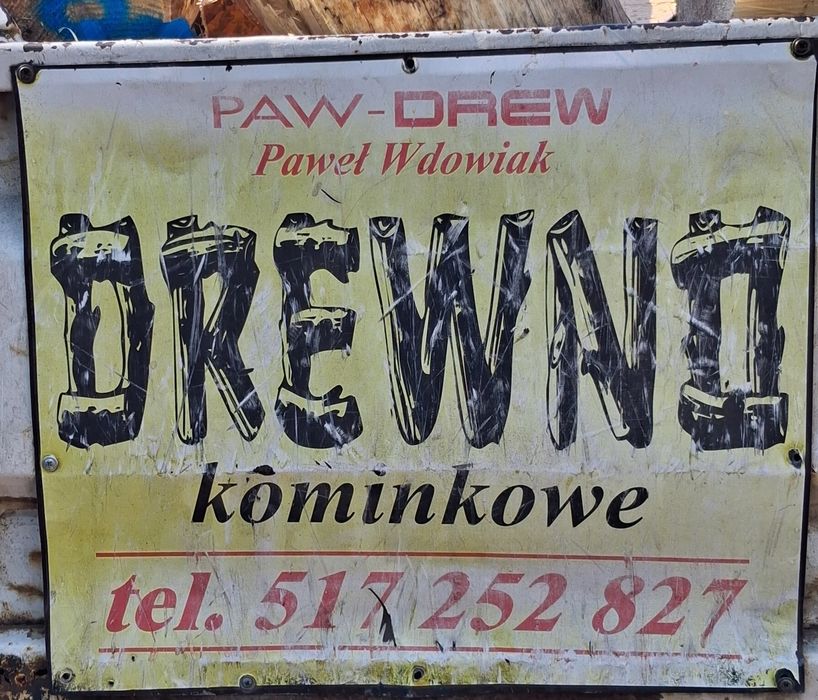 PAW-DREW
Paweł Wdowiak
DREWNO
kominkowe
tel. 517 252 827